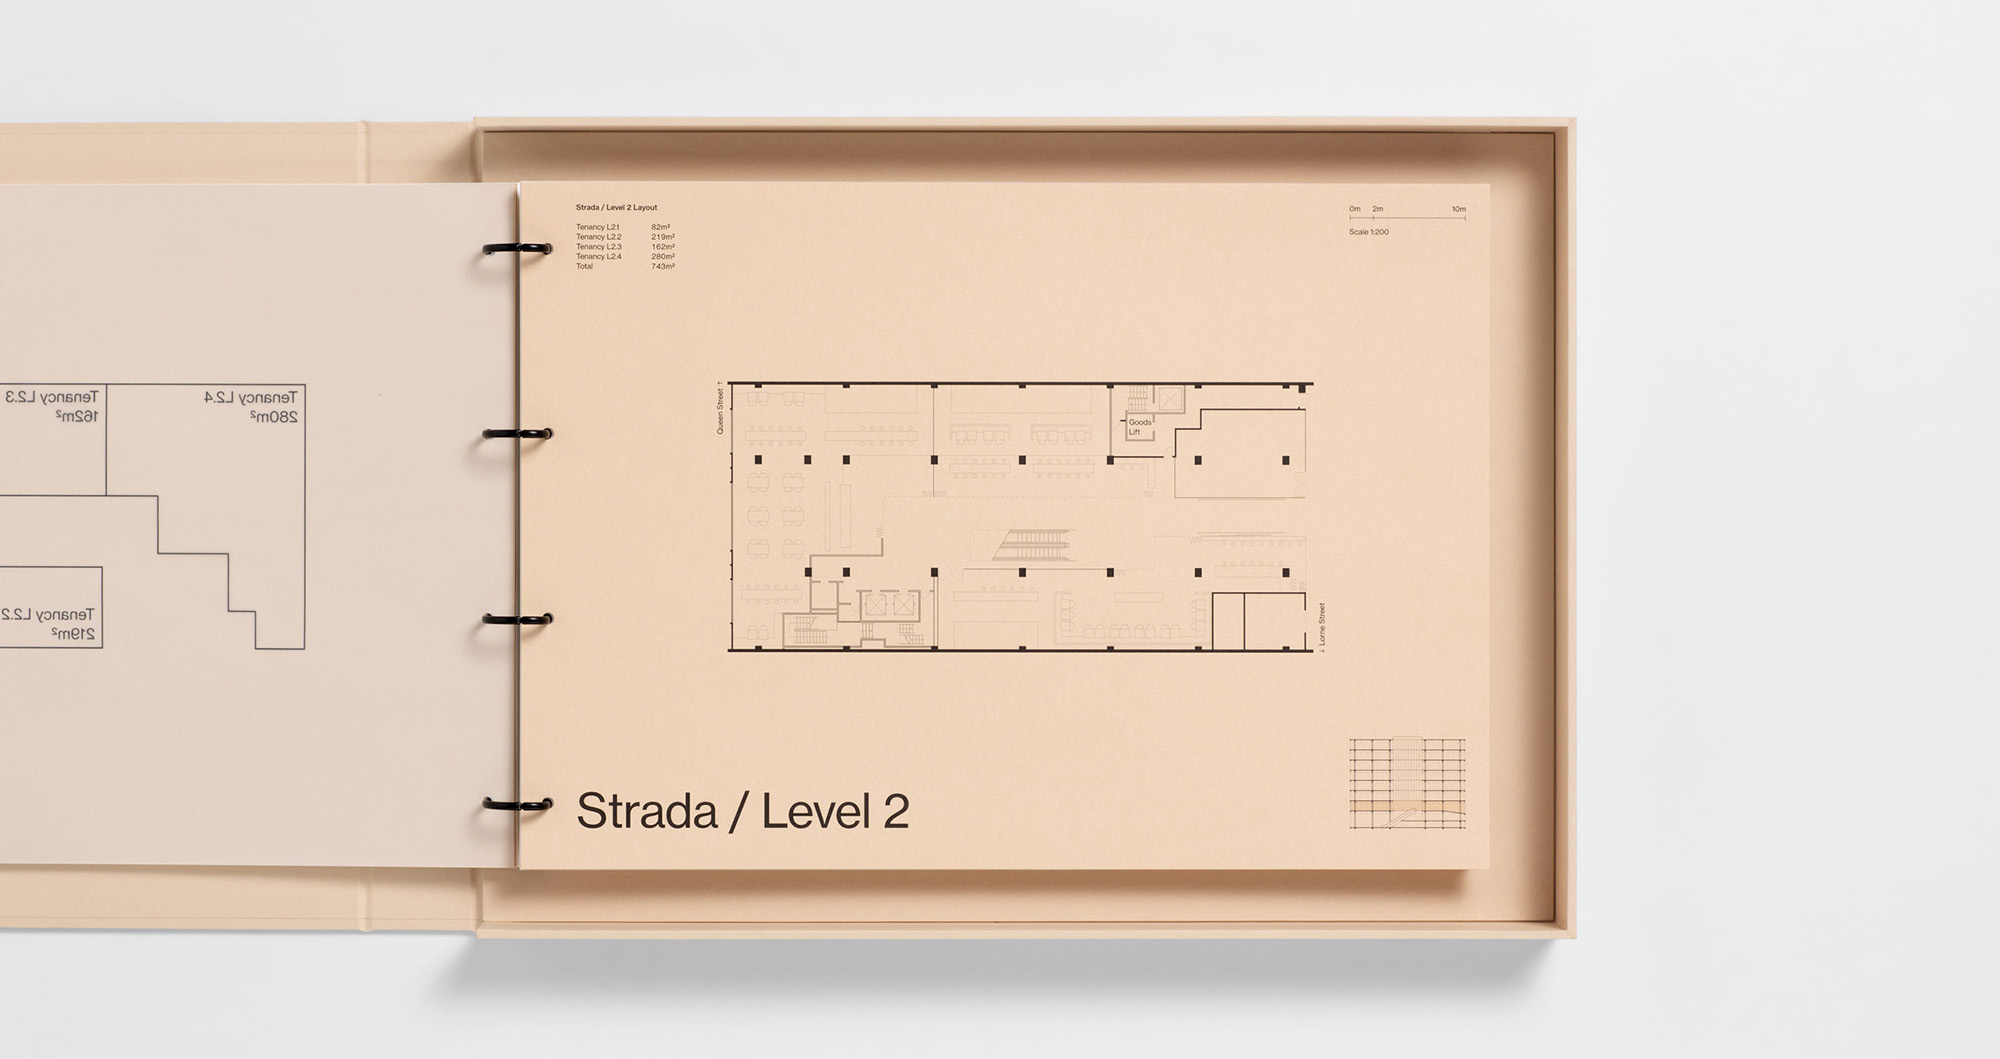 Tenancy L2.3
162m²
Tenancy L2.4
280m²
Tenancy L2.2
219m²
Strada / Level 2 Layout
Tenancy L2.1 82m²
Tenancy L2.2 219m²
Tenancy L2.3 162m²
Tenancy L2.4 280m²
Total 743m²
0m 2m 10m
Scale 1:200
Queen Street →
Goods
Lift
← Lorne Street
Strada / Level 2